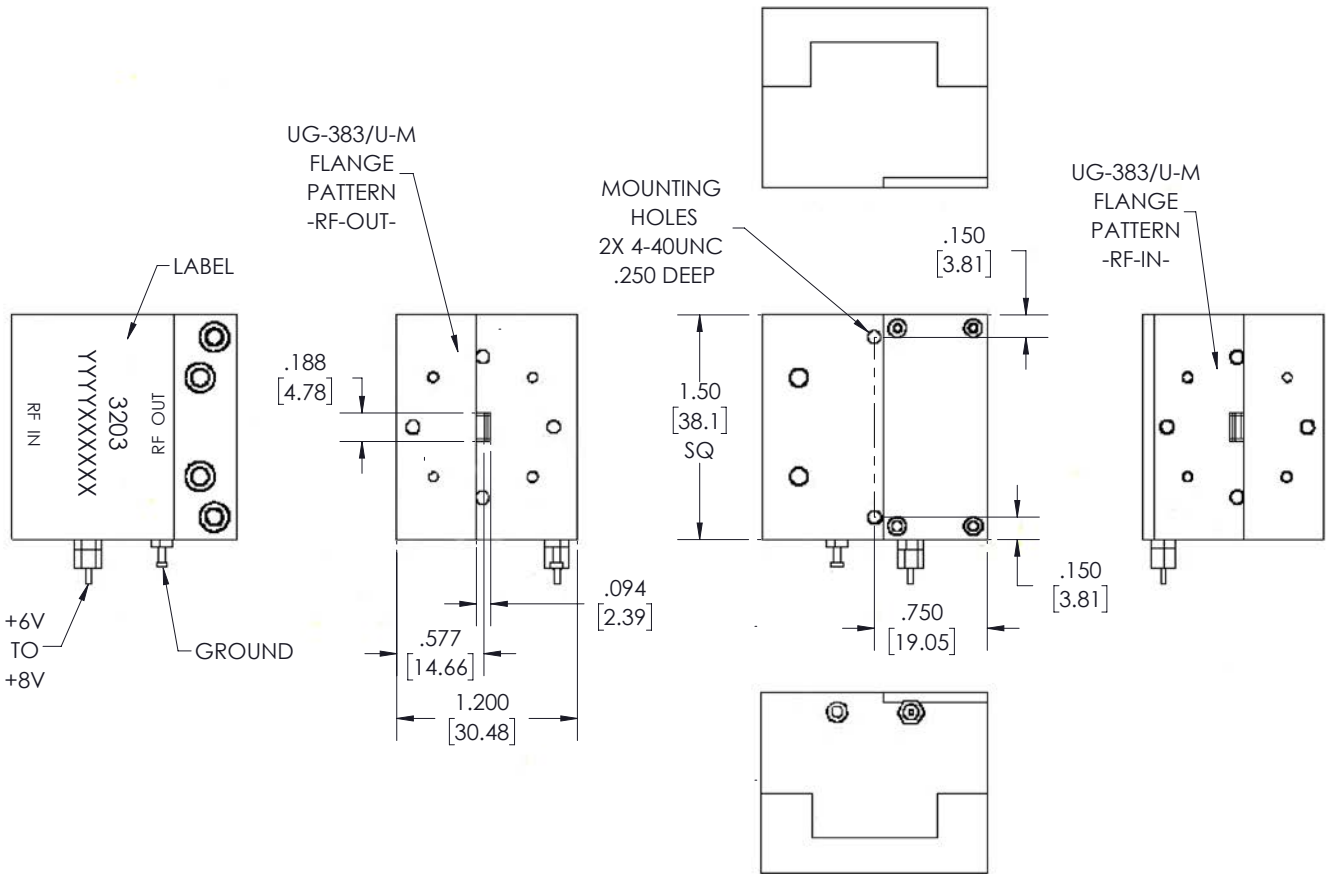 UG-383/U-M
FLANGE
PATTERN
-RF-OUT-
MOUNTING
HOLES
2X 4-40UNC
.250 DEEP
UG-383/U-M
FLANGE
PATTERN
-RF-IN-
.150
[3.81]
LABEL
RF IN
YYYYXXXXXX
3203
RF OUT
.188
[4.78]
1.50
[38.1]
SQ
.150
[3.81]
+6V
TO
+8V
GROUND
.094
[2.39]
.577
[14.66]
1.200
[30.48]
.750
[19.05]